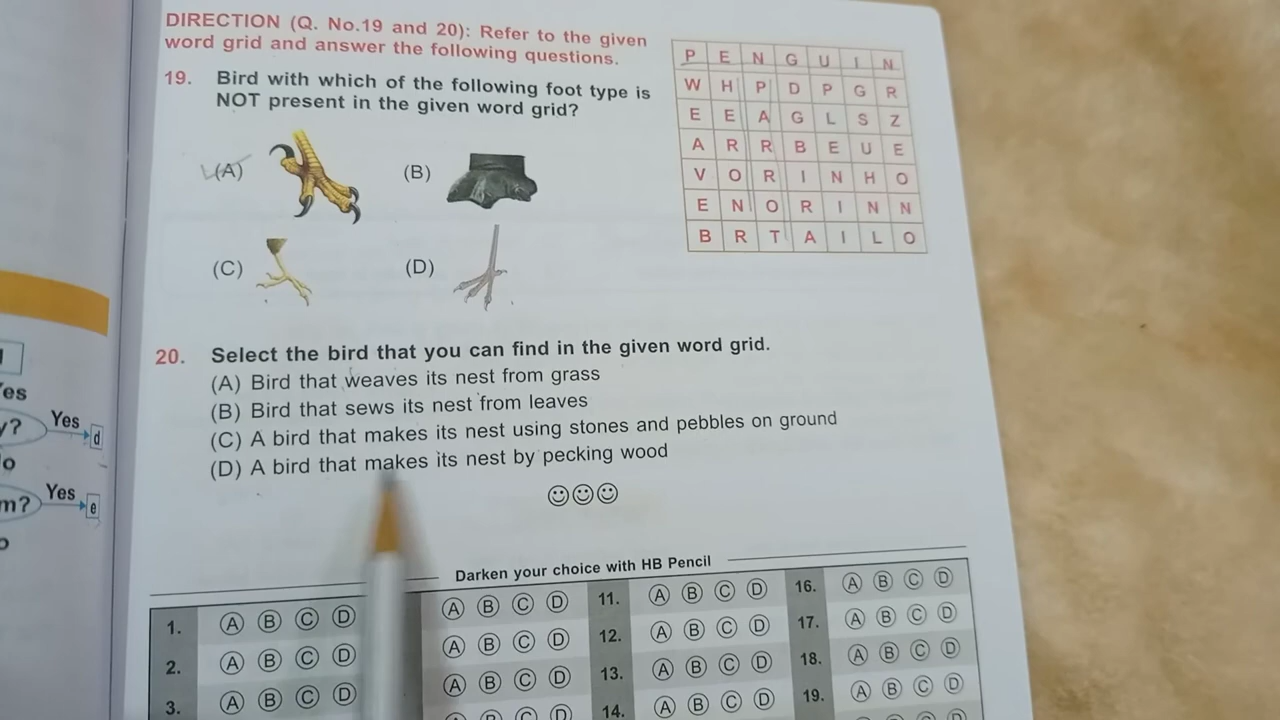 DIRECTION (Q. No.19 and 20): Refer to the given
word grid and answer the following questions.
19. Bird with which of the following foot type is
NOT present in the given word grid?
(A) (B)
(C) (D)
P E N G U I N
W H P D P G R
E E A G L S Z
A R R B E U E
V O R I N H O
E N O R I N N
B R T A I L O
20. Select the bird that you can find in the given word grid.
(A) Bird that weaves its nest from grass
(B) Bird that sews its nest from leaves
(C) A bird that makes its nest using stones and pebbles on ground
(D) A bird that makes its nest by pecking wood
Yes
y? Yes d
m? Yes e
Darken your choice with HB Pencil
1. A B C D A B C D 11. A B C D 16. A B C D
2. A B C D A B C D 12. A B C D 17. A B C D
3. A B C D A B C D 13. A B C D 18. A B C D
14. 19. A B C D